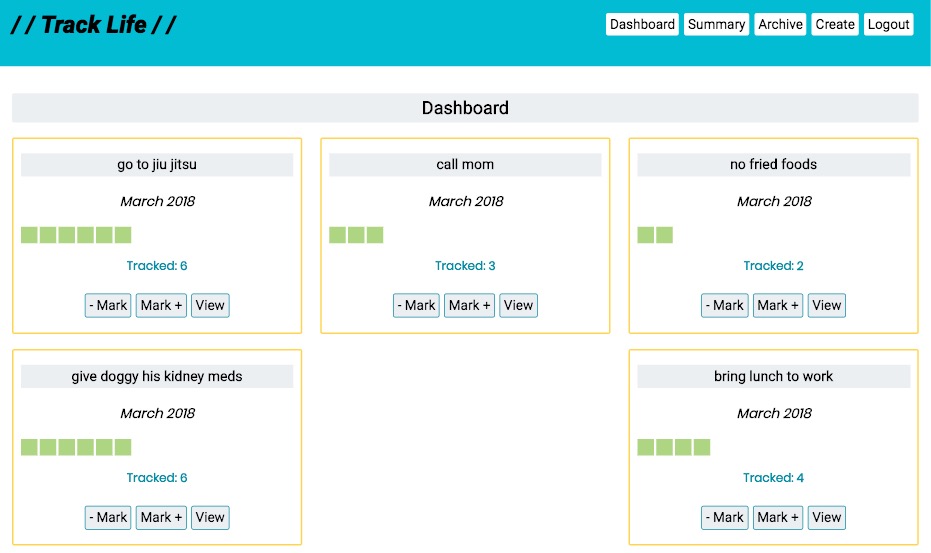 // Track Life //
Dashboard Summary Archive Create Logout
Dashboard
go to jiu jitsu
March 2018
Tracked: 6
- Mark Mark + View
call mom
March 2018
Tracked: 3
- Mark Mark + View
no fried foods
March 2018
Tracked: 2
- Mark Mark + View
give doggy his kidney meds
March 2018
Tracked: 6
- Mark Mark + View
bring lunch to work
March 2018
Tracked: 4
- Mark Mark + View